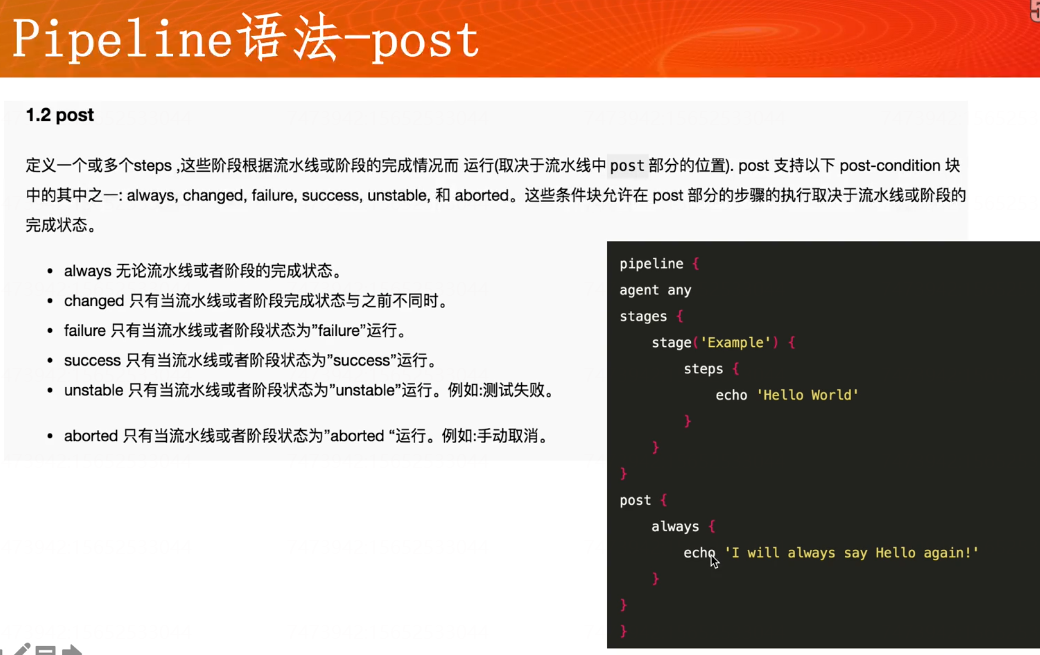 Pipeline语法-post
1.2 post
定义一个或多个steps ,这些阶段根据流水线或阶段的完成情况而 运行(取决于流水线中 post 部分的位置). post 支持以下 post-condition 块
中的其中之一: always, changed, failure, success, unstable, 和 aborted。这些条件块允许在 post 部分的步骤的执行取决于流水线或阶段的
完成状态。
• always 无论流水线或者阶段的完成状态。
• changed 只有当流水线或者阶段完成状态与之前不同时。
• failure 只有当流水线或者阶段状态为”failure”运行。
• success 只有当流水线或者阶段状态为”success”运行。
• unstable 只有当流水线或者阶段状态为”unstable”运行。例如:测试失败。
• aborted 只有当流水线或者阶段状态为”aborted “运行。例如:手动取消。
pipeline {
agent any
stages {
    stage('Example') {
        steps {
            echo 'Hello World'
        }
    }
}
post {
    always {
        echo 'I will always say Hello again!'
    }
}
}